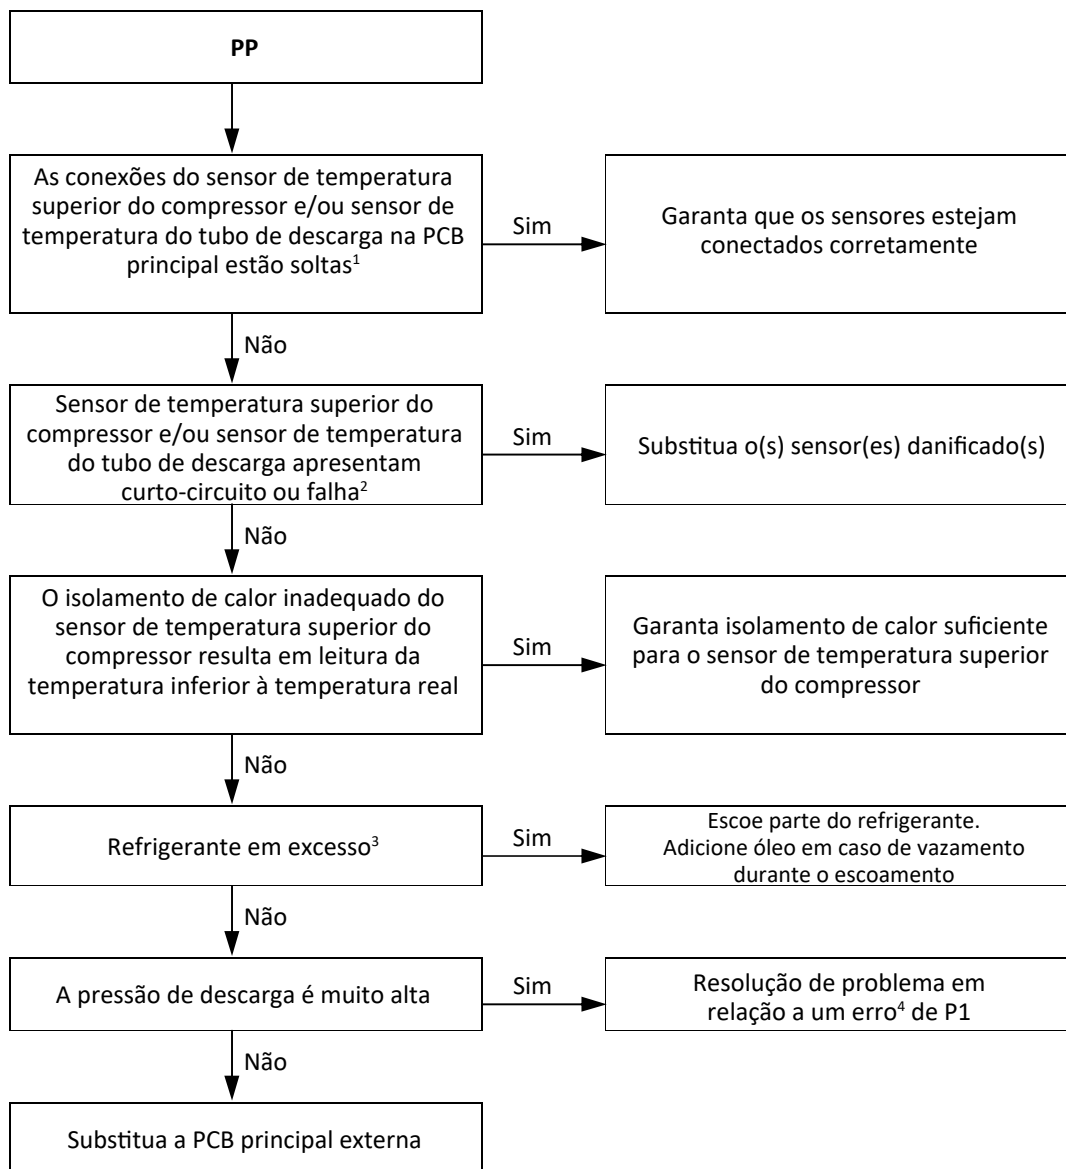 PP
As conexões do sensor de temperatura
superior do compressor e/ou sensor de
temperatura do tubo de descarga na PCB
principal estão soltas¹
Sim
Garanta que os sensores estejam
conectados corretamente
Não
Sensor de temperatura superior do
compressor e/ou sensor de temperatura
do tubo de descarga apresentam
curto-circuito ou falha²
Sim
Substitua o(s) sensor(es) danificado(s)
Não
O isolamento de calor inadequado do
sensor de temperatura superior do
compressor resulta em leitura da
temperatura inferior à temperatura real
Sim
Garanta isolamento de calor suficiente
para o sensor de temperatura superior
do compressor
Não
Refrigerante em excesso³
Sim
Escoe parte do refrigerante.
Adicione óleo em caso de vazamento
durante o escoamento
Não
A pressão de descarga é muito alta
Sim
Resolução de problema em
relação a um erro⁴ de P1
Não
Substitua a PCB principal externa